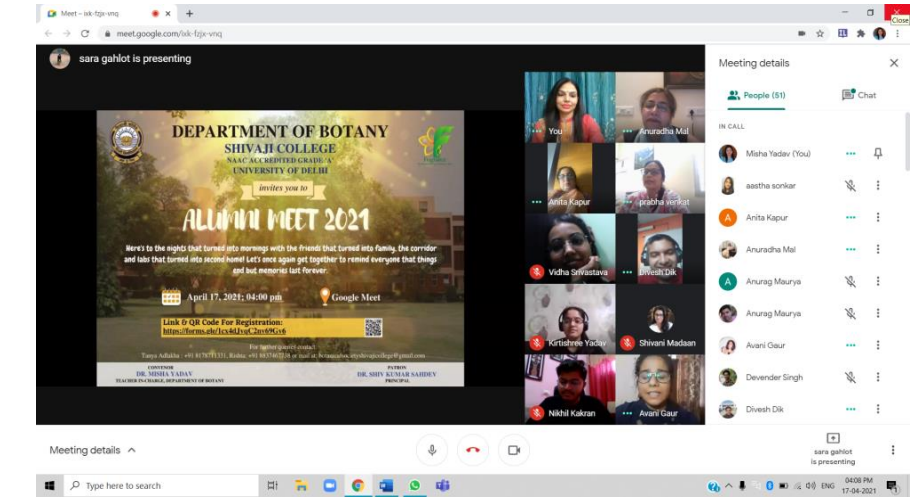 Meet – ixk-fzjx-vnq
Close
meet.google.com/ixk-fzjx-vnq
sara gahlot is presenting
DEPARTMENT OF BOTANY
SHIVAJI COLLEGE
NAAC ACCREDITED GRADE 'A'
UNIVERSITY OF DELHI
invites you to
ALUMNI MEET 2021
Here's to the nights that turned into mornings with the friends that turned into family, the corridor
and labs that turned into second home! Let's once again get together to remind everyone that things
end but memories last forever.
April 17, 2021; 04:00 pm
Google Meet
Link & QR Code For Registration:
For further queries contact:
CONVENOR
DR. MISHA YADAV
TEACHER-IN-CHARGE, DEPARTMENT OF BOTANY
PATRON
DR. SHIV KUMAR SAHDEV
PRINCIPAL
You
Anuradha Mal
Anita Kapur
prabha venkat
Vidha Srivastava
Divesh Dik
Kirtishree Yadav
Shivani Madaan
Nikhil Kakran
Avani Gaur
Meeting details
People (51)
Chat
IN CALL
Misha Yadav (You)
aastha sonkar
Anita Kapur
Anuradha Mal
Anurag Maurya
Anurag Maurya
Avani Gaur
Devender Singh
Divesh Dik
Meeting details
sara gahlot
is presenting
Type here to search
ENG
04:08 PM
17-04-2021